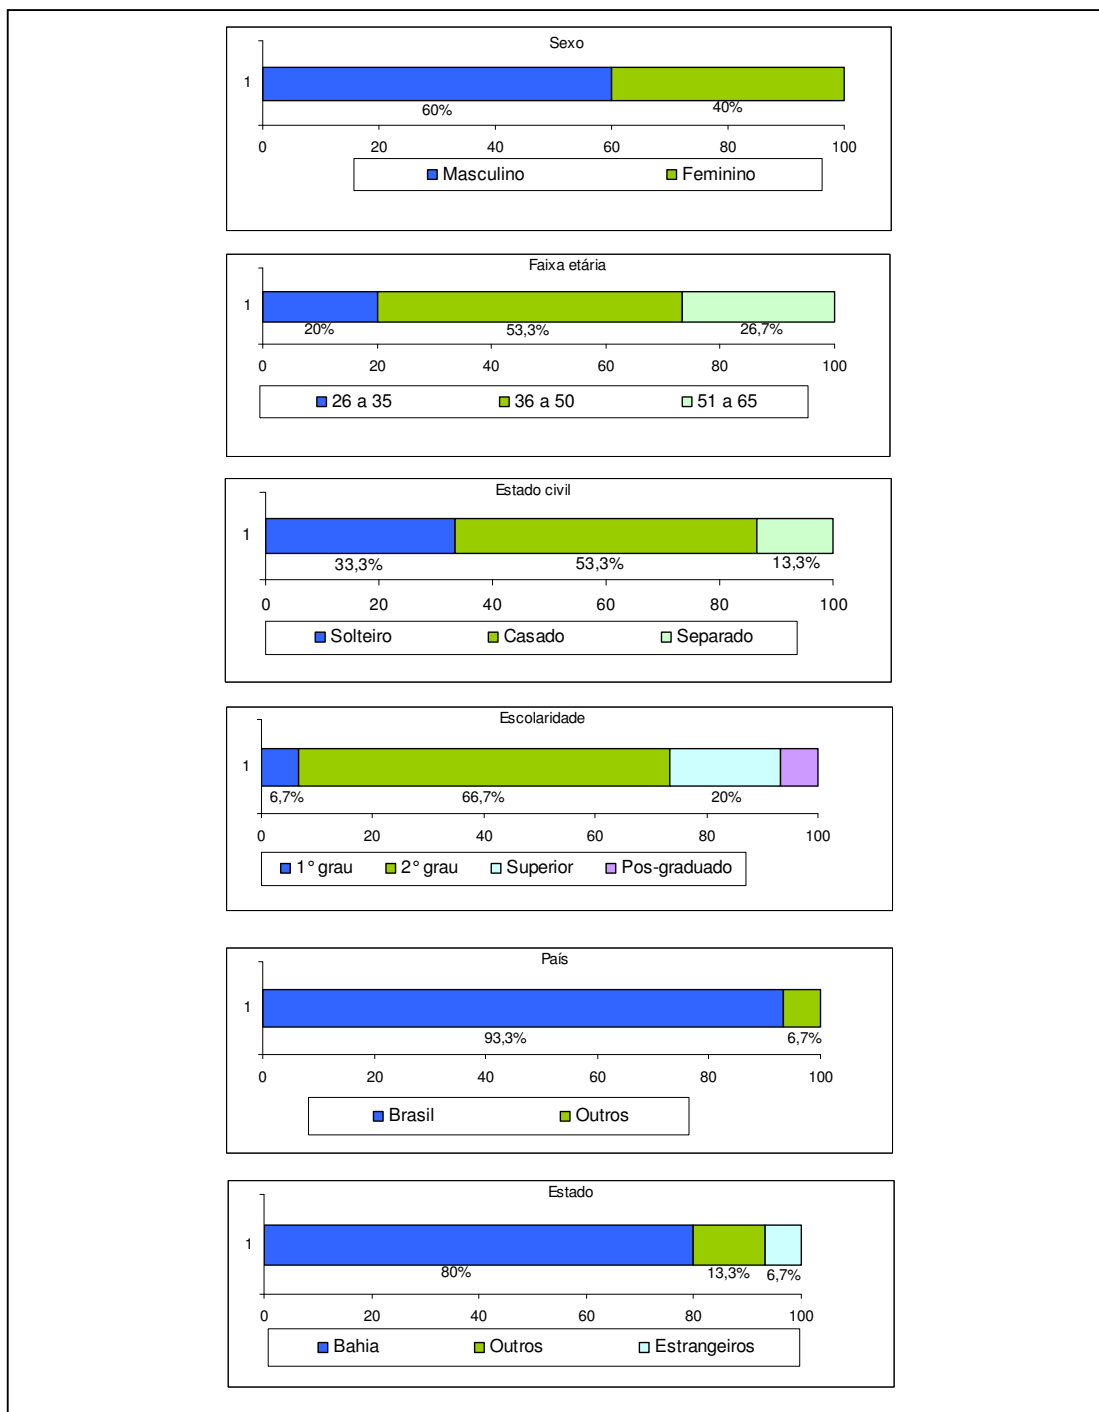 Sexo
1
60% 40%
0 20 40 60 80 100
Masculino Feminino
Faixa etária
1
20% 53,3% 26,7%
0 20 40 60 80 100
26 a 35 36 a 50 51 a 65
Estado civil
1
33,3% 53,3% 13,3%
0 20 40 60 80 100
Solteiro Casado Separado
Escolaridade
1
6,7% 66,7% 20%
0 20 40 60 80 100
1° grau 2° grau Superior Pos-graduado
País
1
93,3% 6,7%
0 20 40 60 80 100
Brasil Outros
Estado
1
80% 13,3% 6,7%
0 20 40 60 80 100
Bahia Outros Estrangeiros